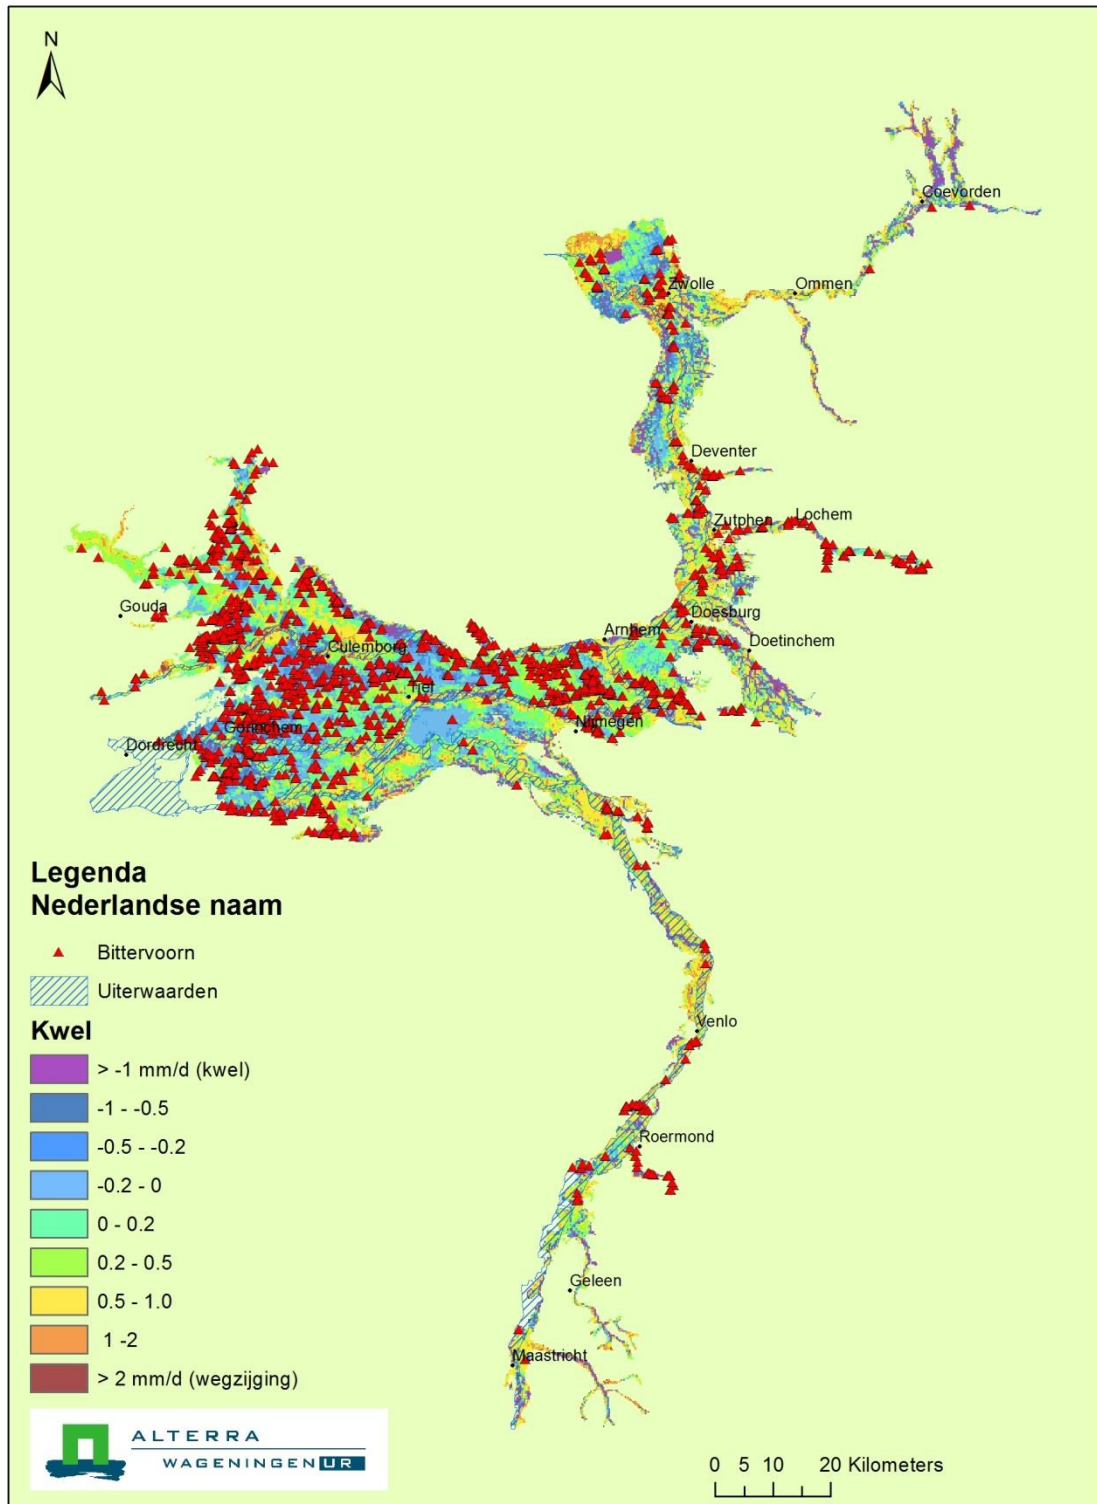 N
Coevorden
Zwolle
Ommen
Deventer
Zutphen
Lochem
Gouda
Culemborg
Arnhem
Doesburg
Doetinchem
Tiel
Gorinchem
Nijmegen
Dordrecht
Venlo
Roermond
Geleen
Maastricht
Legenda
Nederlandse naam
Bittervoorn
Uiterwaarden
Kwel
> -1 mm/d (kwel)
-1 - -0.5
-0.5 - -0.2
-0.2 - 0
0 - 0.2
0.2 - 0.5
0.5 - 1.0
1 -2
> 2 mm/d (wegzijging)
ALTERRA
WAGENINGEN UR
0 5 10 20 Kilometers